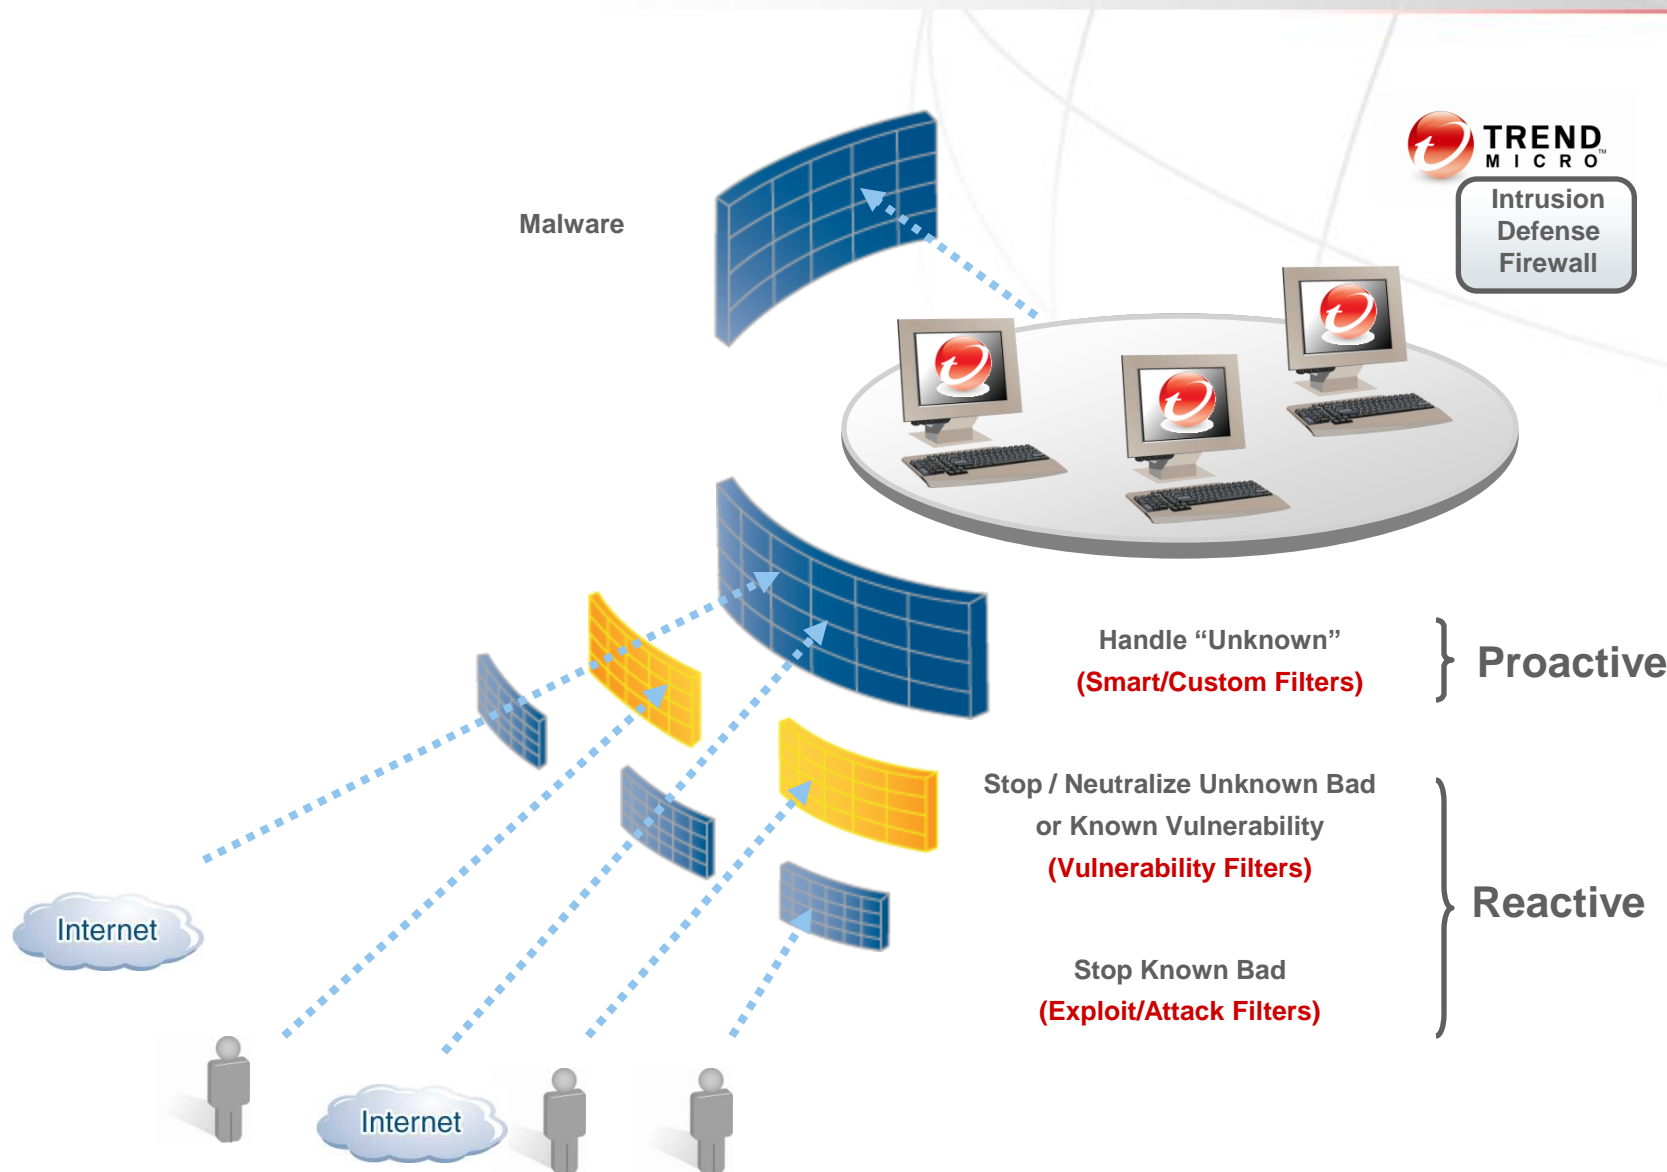 TREND
MICRO™
Intrusion
Defense
Firewall
Malware
Handle “Unknown”
(Smart/Custom Filters)
Proactive
Stop / Neutralize Unknown Bad
or Known Vulnerability
(Vulnerability Filters)
Reactive
Stop Known Bad
(Exploit/Attack Filters)
Internet
Internet